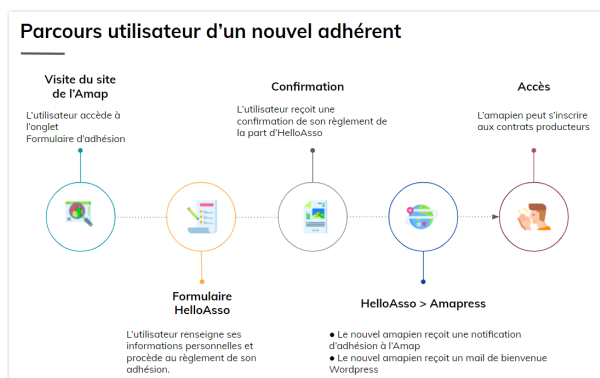 Parcours utilisateur d'un nouvel adhérent
Visite du site
de l'Amap
L'utilisateur accède à
l'onglet
Formulaire d'adhésion
Confirmation
L'utilisateur reçoit une
confirmation de son règlement de
la part d'HelloAsso
Accès
L'amapien peut s'inscrire
aux contrats producteurs
Formulaire
HelloAsso
L'utilisateur renseigne ses
informations personnelles et
procède au règlement de son
adhésion.
HelloAsso > Amapress
● Le nouvel amapien reçoit une notification
d'adhésion à l'Amap
● Le nouvel amapien reçoit un mail de bienvenue
Wordpress